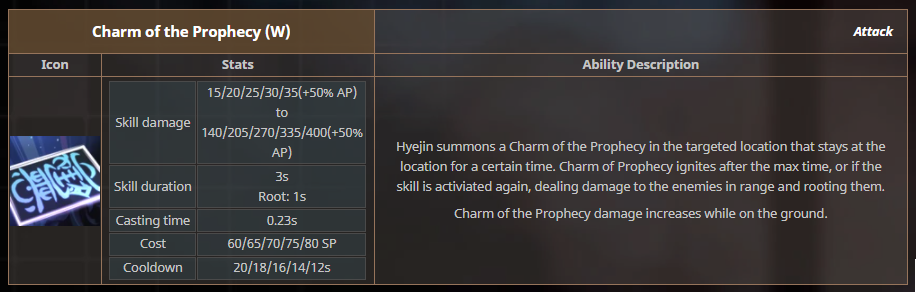 Charm of the Prophecy (W)
Attack
Icon
Stats
Ability Description
Skill damage
15/20/25/30/35(+50% AP)
to
140/205/270/335/400(+50%
AP)
Skill duration
3s
Root: 1s
Casting time
0.23s
Cost
60/65/70/75/80 SP
Cooldown
20/18/16/14/12s
Hyejin summons a Charm of the Prophecy in the targeted location that stays at the
location for a certain time. Charm of Prophecy ignites after the max time, or if the
skill is activiated again, dealing damage to the enemies in range and rooting them.
Charm of the Prophecy damage increases while on the ground.